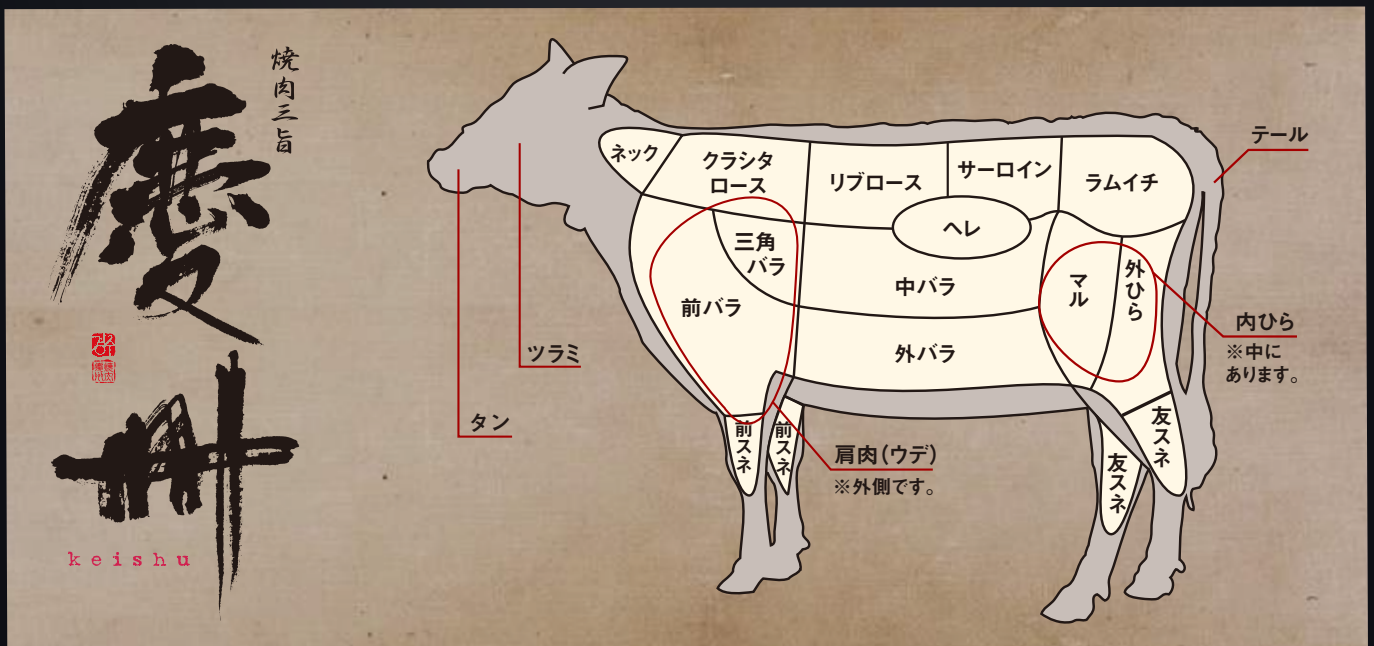 焼肉三旨
慶州
keishu
ネック
クラシタ
ロース
リブロース
サーロイン
ラムイチ
テール
ヘレ
三角
バラ
前バラ
中バラ
外バラ
マル
外ひら
内ひら
※中に
あります。
ツラミ
タン
前スネ
前スネ
肩肉(ウデ)
※外側です。
友スネ
友スネ